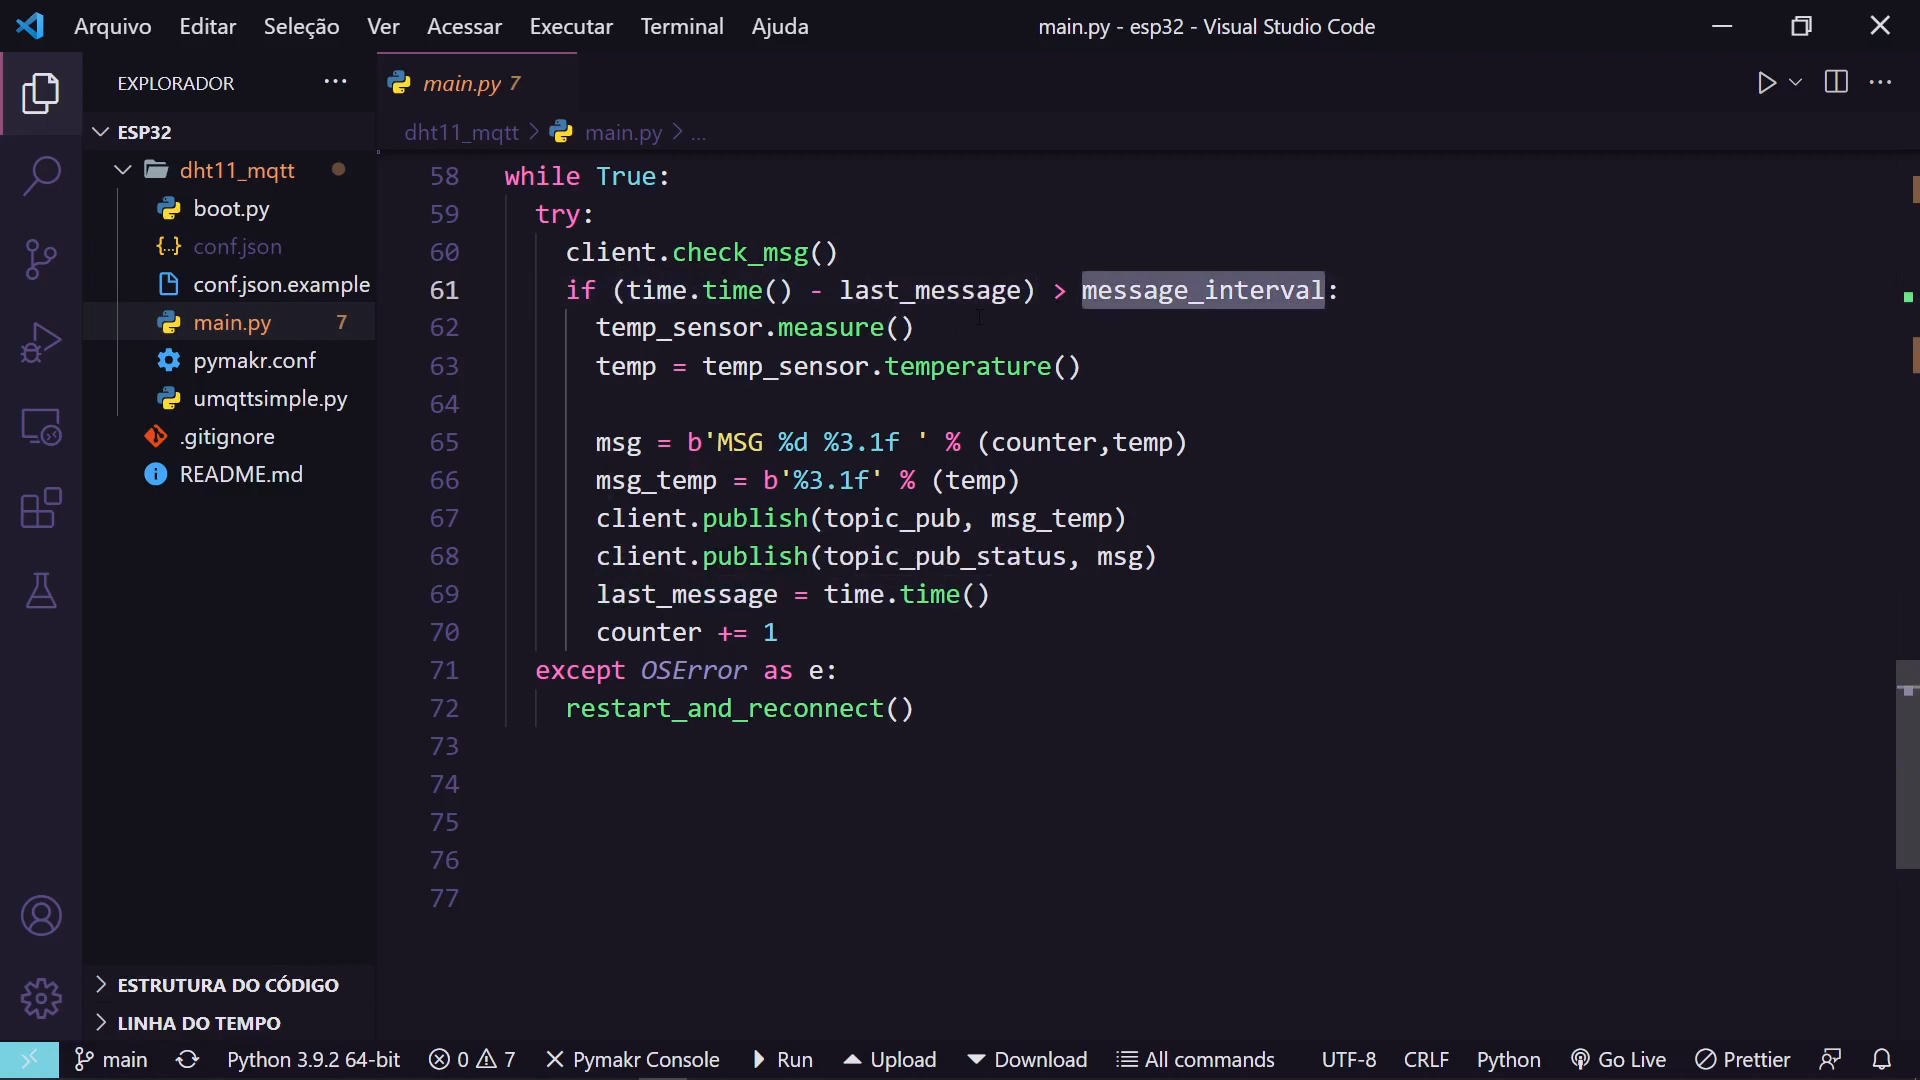 Arquivo Editar Seleção Ver Acessar Executar Terminal Ajuda main.py - esp32 - Visual Studio Code
EXPLORADOR
ESP32
dht11_mqtt
boot.py
conf.json
conf.json.example
main.py 7
pymakr.conf
umqttsimple.py
.gitignore
README.md
ESTRUTURA DO CÓDIGO
LINHA DO TEMPO
main.py 7
dht11_mqtt > main.py > ...
58 while True:
59 try:
60 client.check_msg()
61 if (time.time() - last_message) > message_interval:
62 temp_sensor.measure()
63 temp = temp_sensor.temperature()
64
65 msg = b'MSG %d %3.1f ' % (counter,temp)
66 msg_temp = b'%3.1f' % (temp)
67 client.publish(topic_pub, msg_temp)
68 client.publish(topic_pub_status, msg)
69 last_message = time.time()
70 counter += 1
71 except OSError as e:
72 restart_and_reconnect()
73
74
75
76
77
main Python 3.9.2 64-bit 0 7 Pymakr Console Run Upload Download All commands UTF-8 CRLF Python Go Live Prettier